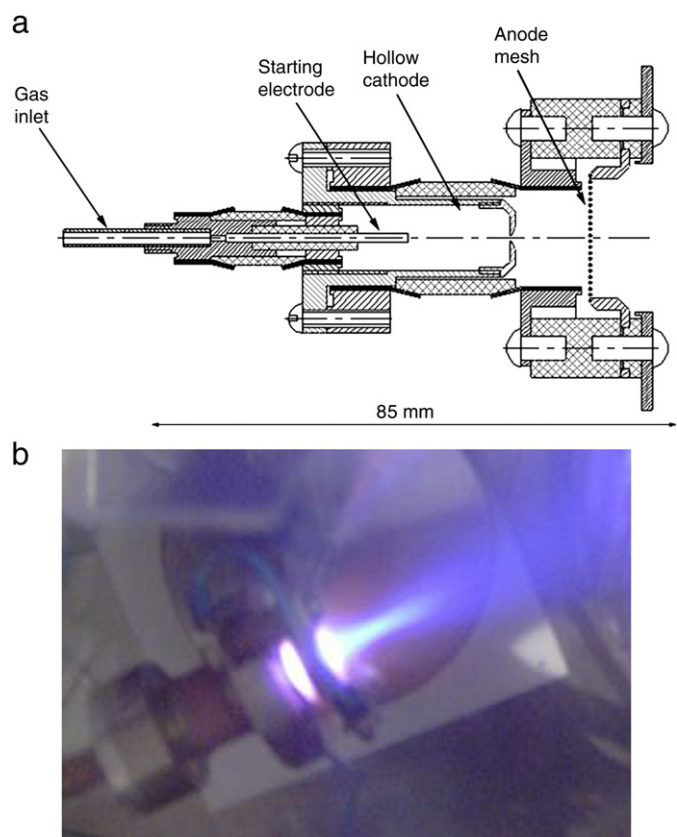 a
Gas
inlet
Starting
electrode
Hollow
cathode
Anode
mesh
85 mm
b